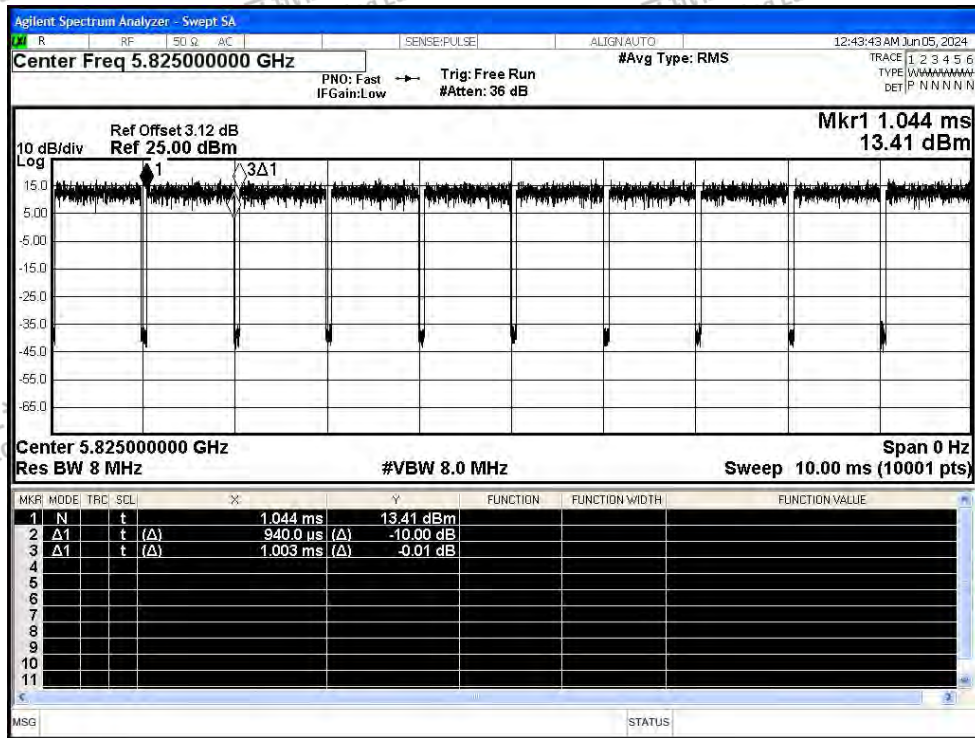 Agilent Spectrum Analyzer - Swept SA
LXI R RF 50 Ω AC SENSE:PULSE ALIGN AUTO 12:43:43 AM Jun 05, 2024
Center Freq 5.825000000 GHz #Avg Type: RMS TRACE 1 2 3 4 5 6
PNO: Fast Trig: Free Run TYPE WWWWWW
IFGain:Low #Atten: 36 dB DET P N N N N N
Mkr1 1.044 ms
Ref Offset 3.12 dB
10 dB/div Ref 25.00 dBm 13.41 dBm
Log
1 3Δ1
15.0
5.00
-5.00
-15.0
-25.0
-35.0
-45.0
-55.0
-65.0
Center 5.825000000 GHz Span 0 Hz
Res BW 8 MHz #VBW 8.0 MHz Sweep 10.00 ms (10001 pts)
MKR MODE TRC SCL X Y FUNCTION FUNCTION WIDTH FUNCTION VALUE
1 N t 1.044 ms 13.41 dBm
2 Δ1 t (Δ) 940.0 µs (Δ) -10.00 dB
3 Δ1 t (Δ) 1.003 ms (Δ) -0.01 dB
4
5
6
7
8
9
10
11
MSG STATUS